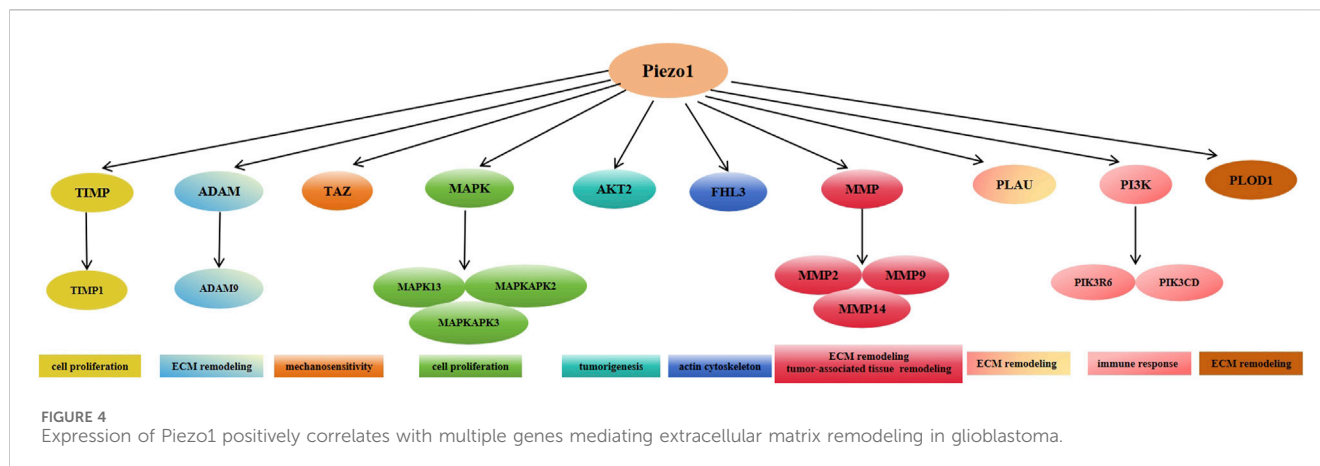 Piezo1
TIMP
ADAM
TAZ
MAPK
AKT2
FHL3
MMP
PLAU
PI3K
PLOD1
TIMP1
ADAM9
MAPK13
MAPKAPK2
MAPKAPK3
MMP2
MMP9
MMP14
PIK3R6
PIK3CD
cell proliferation
ECM remodeling
mechanosensitivity
cell proliferation
tumorigenesis
actin cytoskeleton
ECM remodeling
tumor-associated tissue remodeling
ECM remodeling
immune response
ECM remodeling
FIGURE 4
Expression of Piezo1 positively correlates with multiple genes mediating extracellular matrix remodeling in glioblastoma.